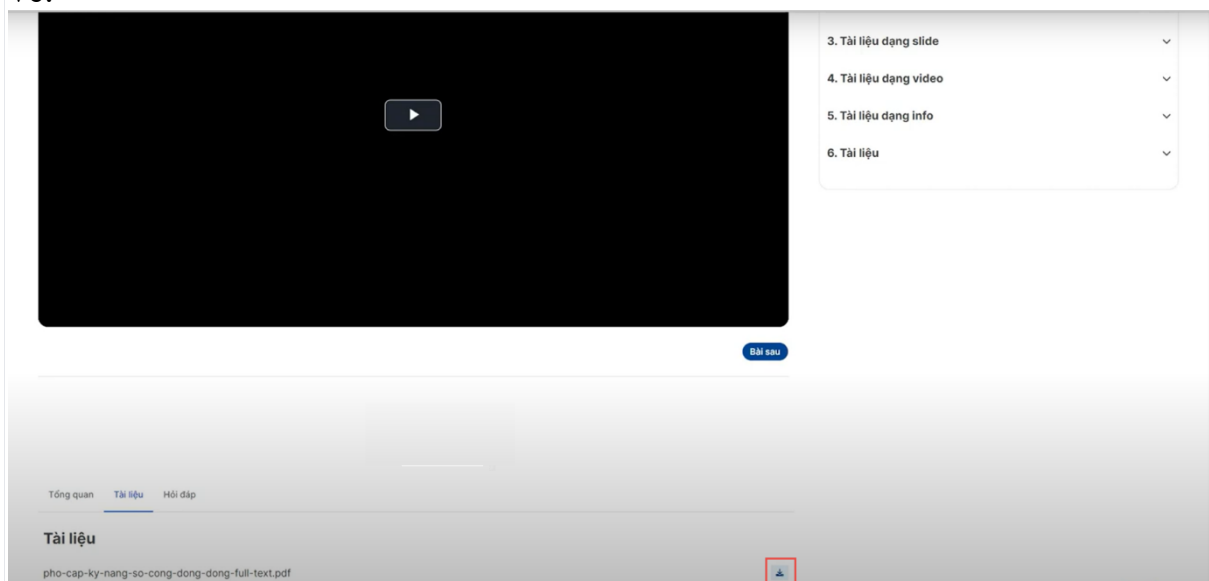 3. Tài liệu dạng slide
4. Tài liệu dạng video
5. Tài liệu dạng info
6. Tài liệu
Bài sau
Tổng quan Tài liệu Hỏi đáp
Tài liệu
pho-cap-ky-nang-so-cong-dong-dong-full-text.pdf